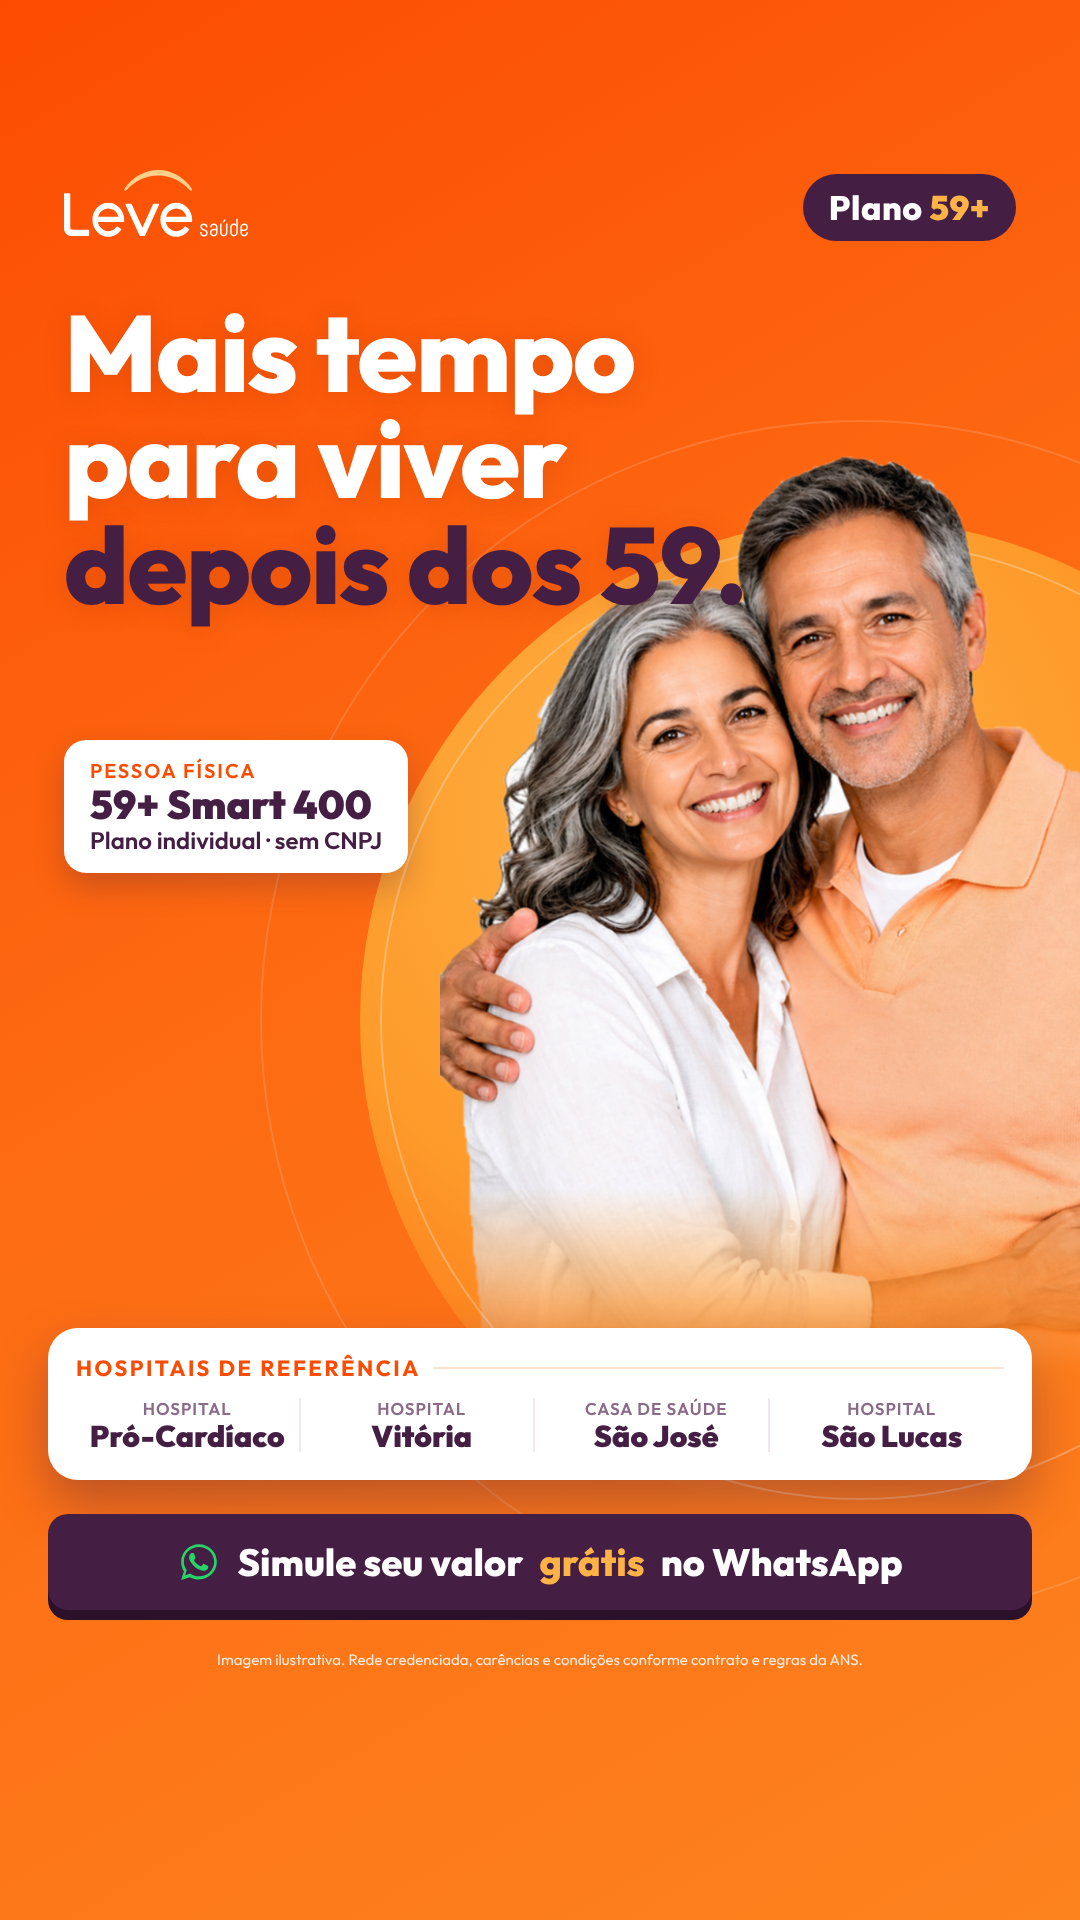 Leve saúde
Plano 59+
Mais tempo
para viver
depois dos 59.
PESSOA FÍSICA
59+ Smart 400
Plano individual · sem CNPJ
HOSPITAIS DE REFERÊNCIA
HOSPITAL
Pró-Cardíaco
HOSPITAL
Vitória
CASA DE SAÚDE
São José
HOSPITAL
São Lucas
Simule seu valor grátis no WhatsApp
Imagem ilustrativa. Rede credenciada, carências e condições conforme contrato e regras da ANS.